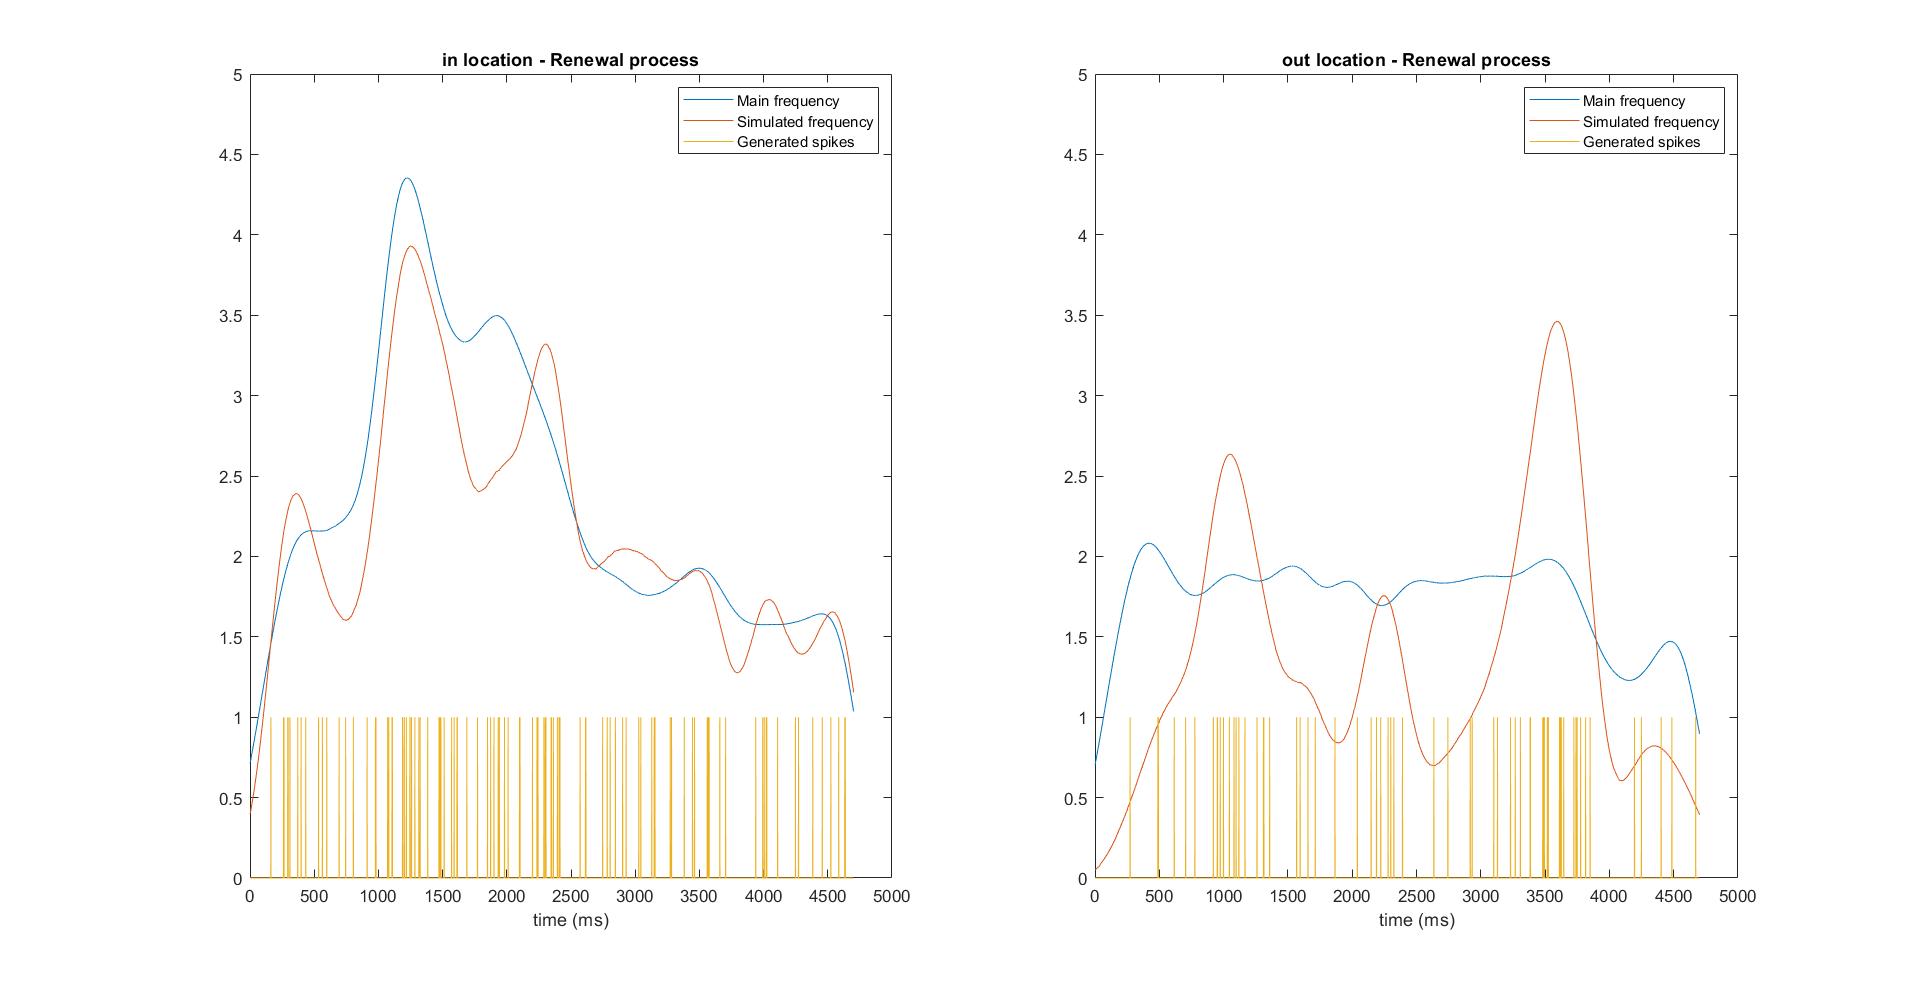 in location - Renewal process
5
4.5
4
3.5
3
2.5
2
1.5
1
0.5
0
Main frequency
Simulated frequency
Generated spikes
0 500 1000 1500 2000 2500 3000 3500 4000 4500 5000
time (ms)
out location - Renewal process
5
4.5
4
3.5
3
2.5
2
1.5
1
0.5
0
Main frequency
Simulated frequency
Generated spikes
0 500 1000 1500 2000 2500 3000 3500 4000 4500 5000
time (ms)